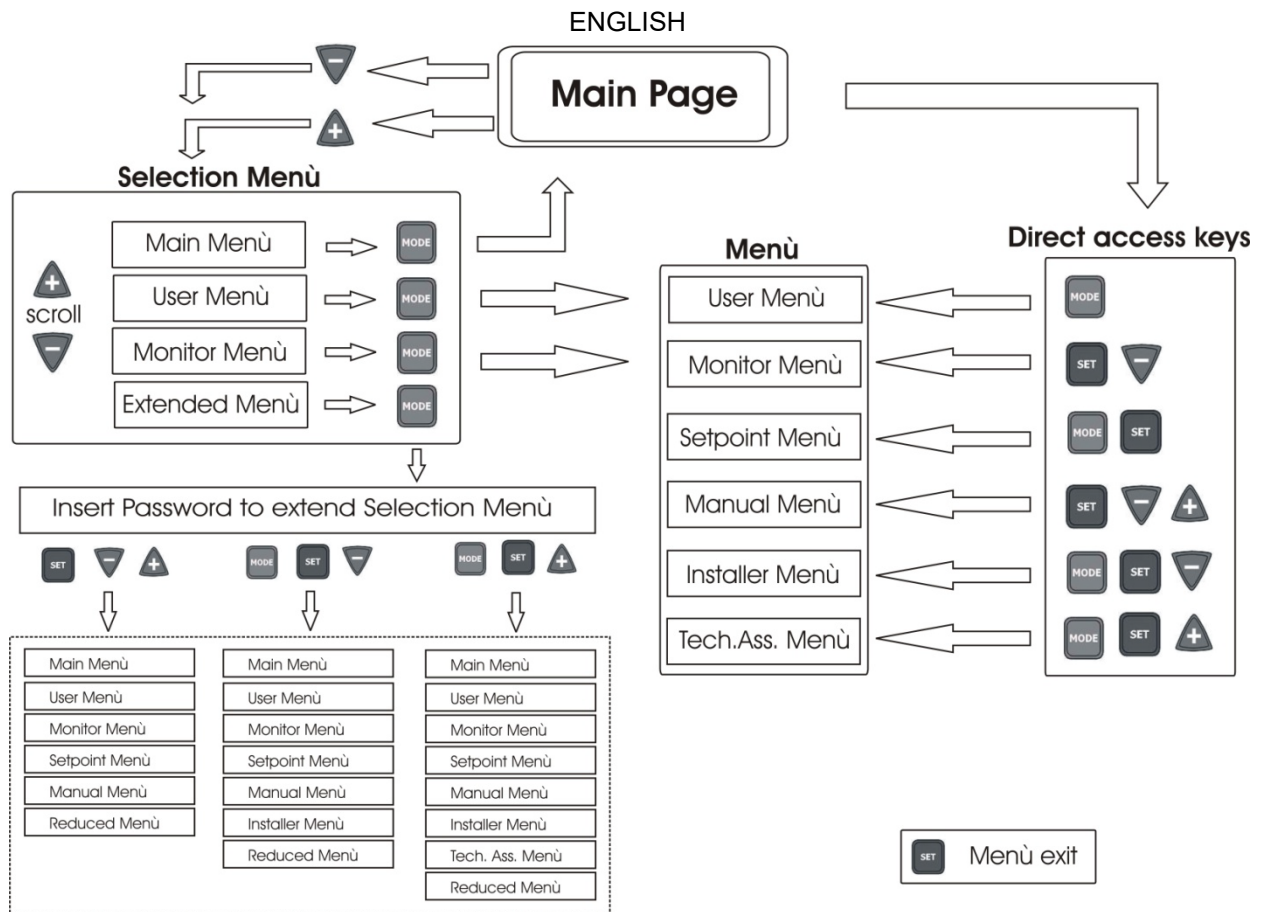 ENGLISH
−
Main Page
+
Selection Menù
+
scroll
−
Main Menù
MODE
User Menù
MODE
Monitor Menù
MODE
Extended Menù
MODE
Insert Password to extend Selection Menù
SET − +
MODE SET −
MODE SET +
Main Menù
User Menù
Monitor Menù
Setpoint Menù
Manual Menù
Reduced Menù
Main Menù
User Menù
Monitor Menù
Setpoint Menù
Manual Menù
Installer Menù
Reduced Menù
Main Menù
User Menù
Monitor Menù
Setpoint Menù
Manual Menù
Installer Menù
Tech. Ass. Menù
Reduced Menù
Menù
User Menù
Monitor Menù
Setpoint Menù
Manual Menù
Installer Menù
Tech.Ass. Menù
Direct access keys
MODE
SET −
MODE SET
SET − +
MODE SET −
MODE SET +
SET Menù exit